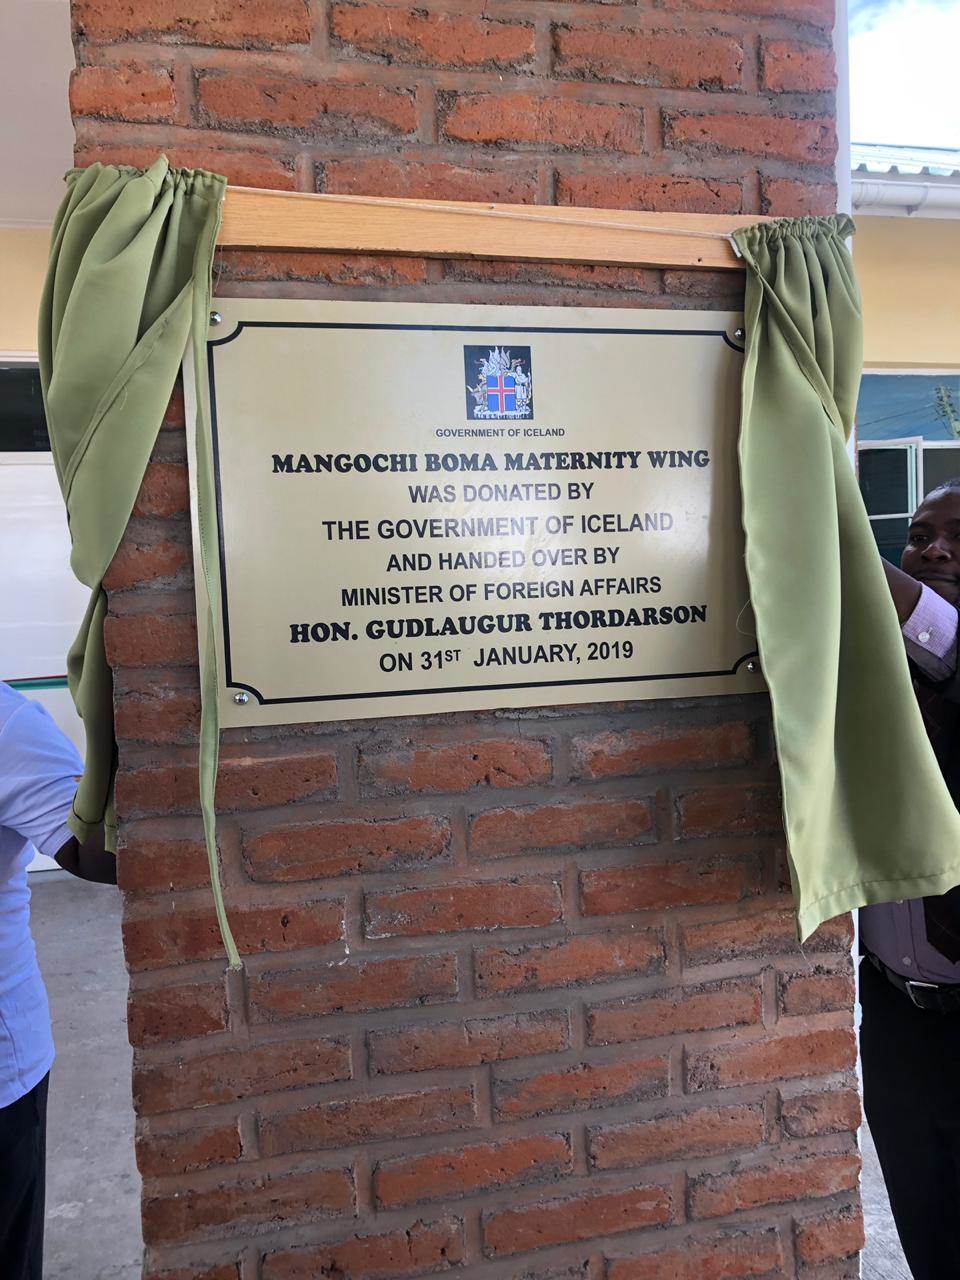 GOVERNMENT OF ICELAND
MANGOCHI BOMA MATERNITY WING
WAS DONATED BY
THE GOVERNMENT OF ICELAND
AND HANDED OVER BY
MINISTER OF FOREIGN AFFAIRS
HON. GUDLAUGUR THORDARSON
ON 31ST JANUARY, 2019